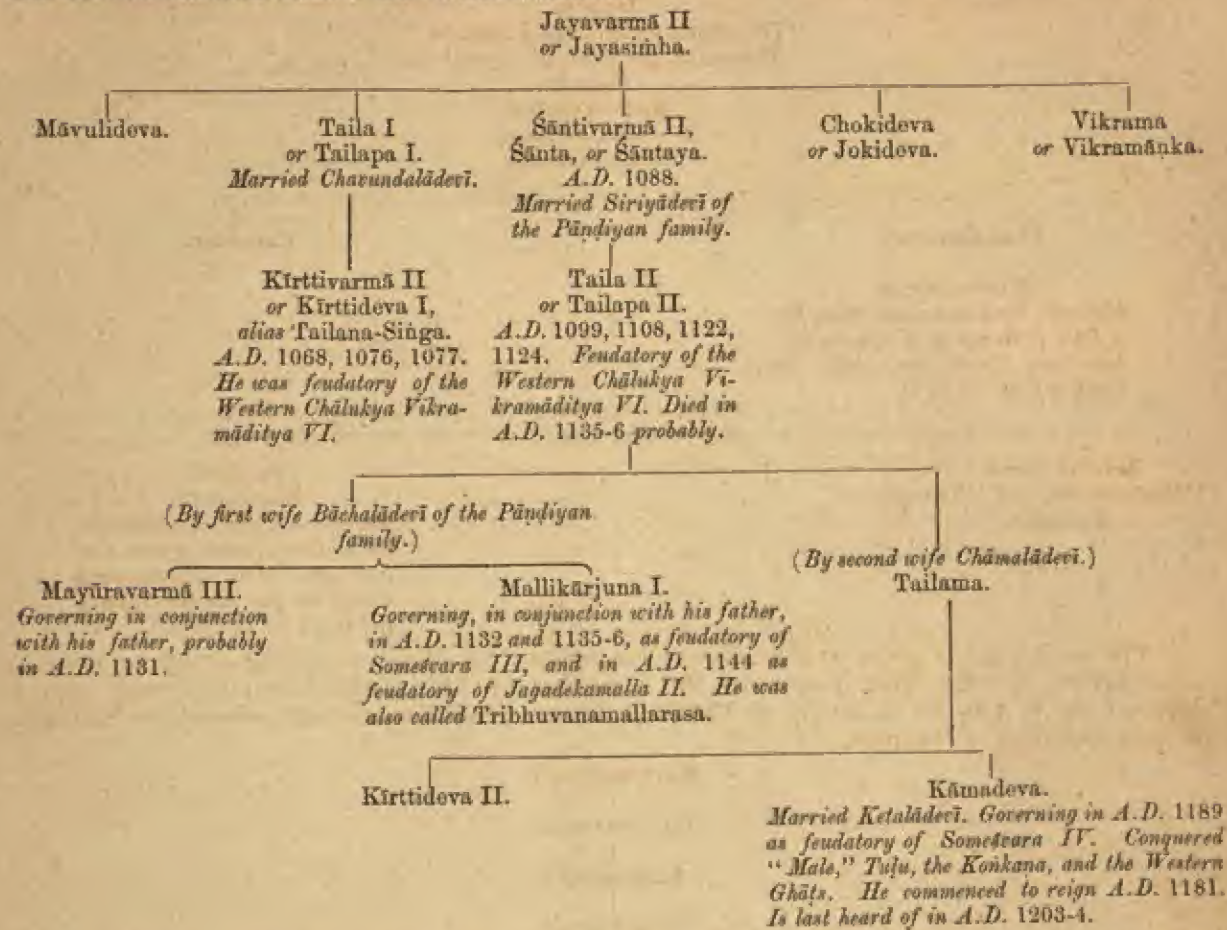 Jayavarmā II
or Jayasiṁha.
Māvulideva.
Taila I
or Tailapa I.
Married Chavundalādevī.
Śāntivarmā II,
Śānta, or Śāntaya.
A.D. 1088.
Married Siriyādevī of
the Pāṇḍiyan family.
Chokideva
or Jokideva.
Vikrama
or Vikramāṇka.
Kīrttivarmā II
or Kīrttideva I,
alias Tailana-Siṅga.
A.D. 1068, 1076, 1077.
He was feudatory of the
Western Chālukya Vikra-
māditya VI.
Taila II
or Tailapa II.
A.D. 1099, 1108, 1122,
1124. Feudatory of the
Western Chālukya Vi-
kramāditya VI. Died in
A.D. 1135-6 probably.
(By first wife Bāchalādevī of the Pāṇḍiyan
family.)
(By second wife Chāmalādevī.)
Tailama.
Mayūravarmā III.
Governing in conjunction
with his father, probably
in A.D. 1131.
Mallikārjuna I.
Governing, in conjunction with his father,
in A.D. 1132 and 1135-6, as feudatory of
Someśvara III, and in A.D. 1144 as
feudatory of Jagadekamalla II. He was
also called Tribhuvanamallarasa.
Kīrttideva II.
Kāmadeva.
Married Ketalādevī. Governing in A.D. 1189
as feudatory of Someśvara IV. Conquered
"Male," Tuḷu, the Koṅkana, and the Western
Ghāṭs. He commenced to reign A.D. 1181.
Is last heard of in A.D. 1203-4.